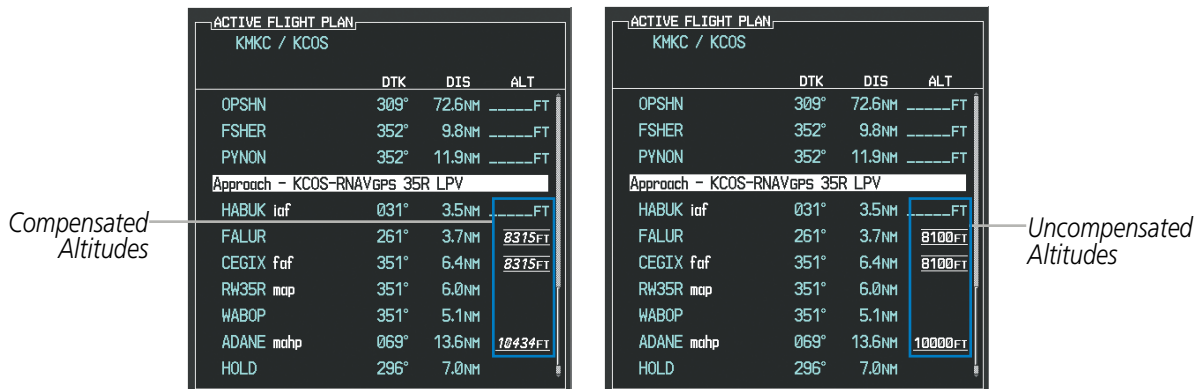 ACTIVE FLIGHT PLAN
KMKC / KCOS
DTK DIS ALT
OPSHN 309° 72.6NM _____FT
FSHER 352° 9.8NM _____FT
PYNON 352° 11.9NM _____FT
Approach – KCOS-RNAVGPS 35R LPV
HABUK iaf 031° 3.5NM _____FT
FALUR 261° 3.7NM 8315FT
CEGIX faf 351° 6.4NM 8315FT
RW35R map 351° 6.0NM
WABOP 351° 5.1NM
ADANE mahp 069° 13.6NM 10434FT
HOLD 296° 7.0NM
Compensated
Altitudes
ACTIVE FLIGHT PLAN
KMKC / KCOS
DTK DIS ALT
OPSHN 309° 72.6NM _____FT
FSHER 352° 9.8NM _____FT
PYNON 352° 11.9NM _____FT
Approach – KCOS-RNAVGPS 35R LPV
HABUK iaf 031° 3.5NM _____FT
FALUR 261° 3.7NM 8100FT
CEGIX faf 351° 6.4NM 8100FT
RW35R map 351° 6.0NM
WABOP 351° 5.1NM
ADANE mahp 069° 13.6NM 10000FT
HOLD 296° 7.0NM
Uncompensated
Altitudes